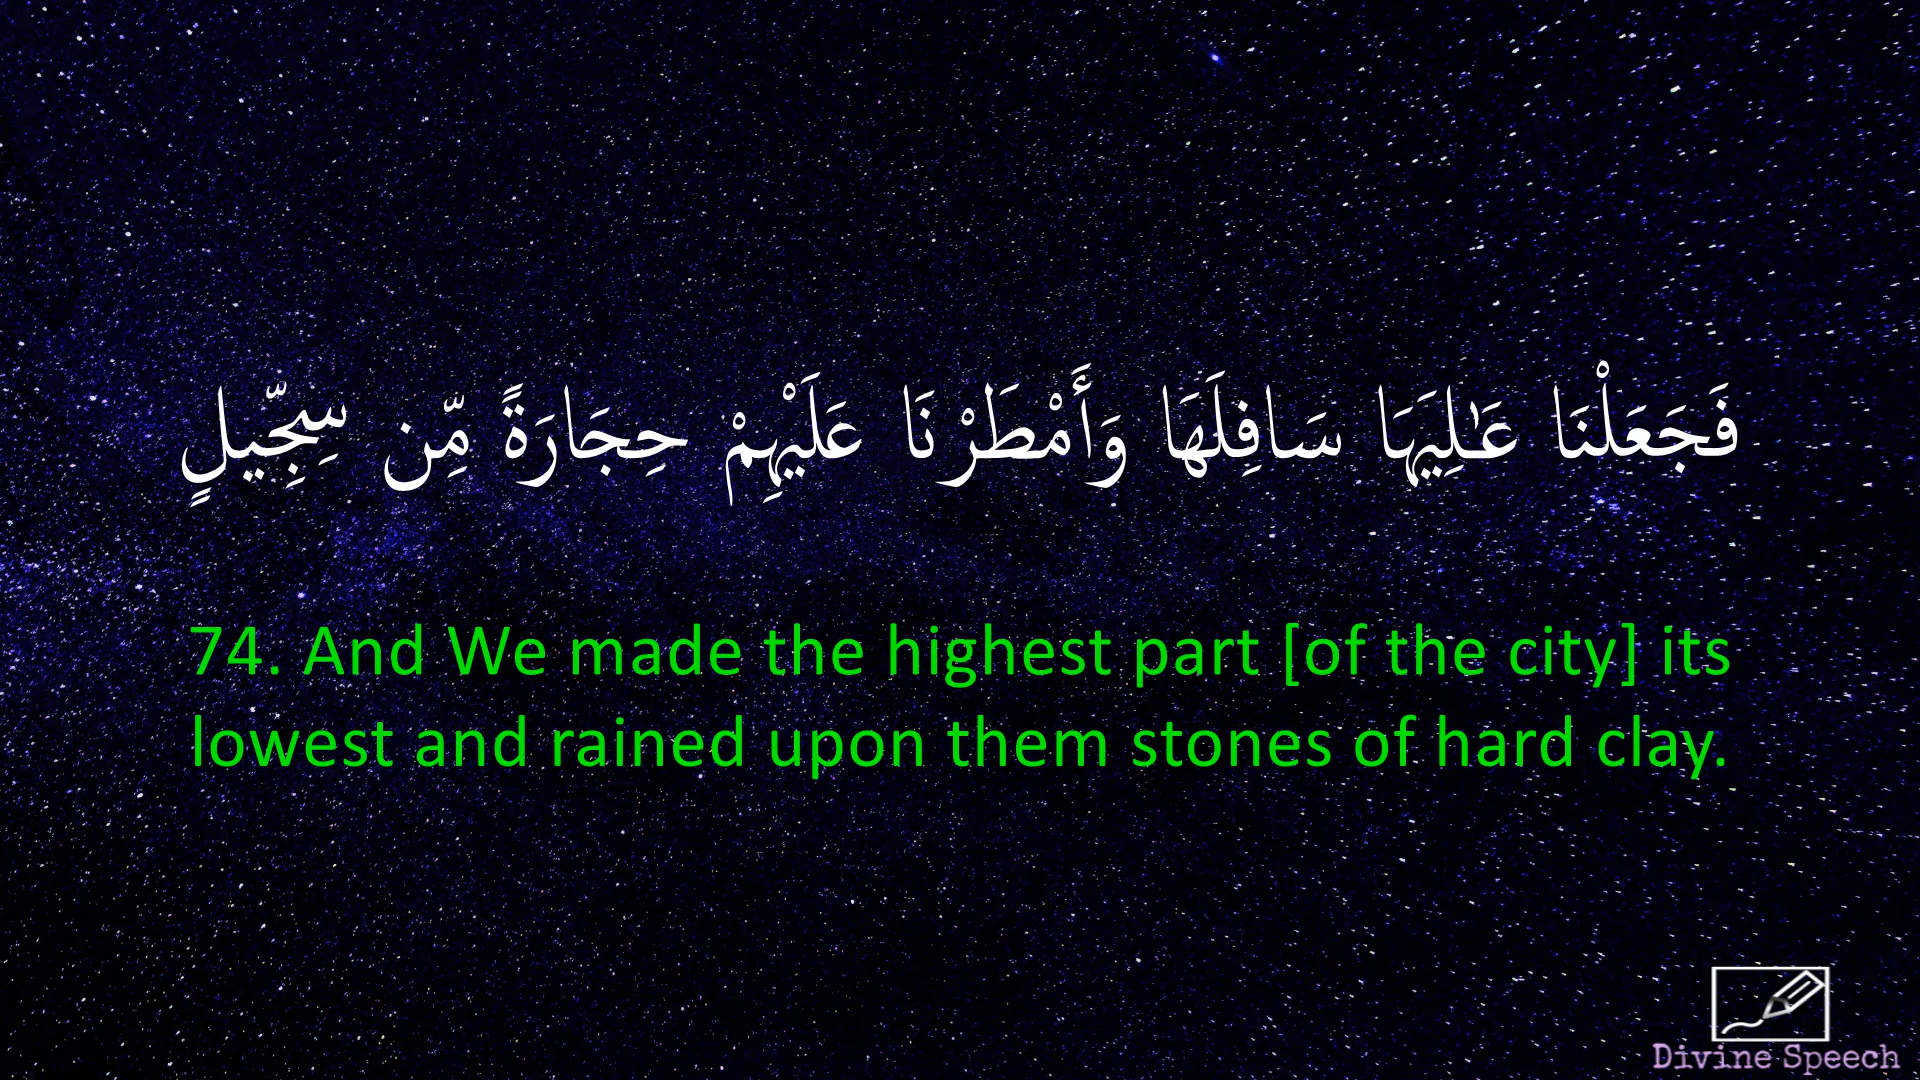 فَجَعَلْنَا عَـٰلِيَهَا سَافِلَهَا وَأَمْطَرْنَا عَلَيْهِمْ حِجَارَةً مِّن سِجِّيلٍ
74. And We made the highest part [of the city] its
lowest and rained upon them stones of hard clay.
Divine Speech